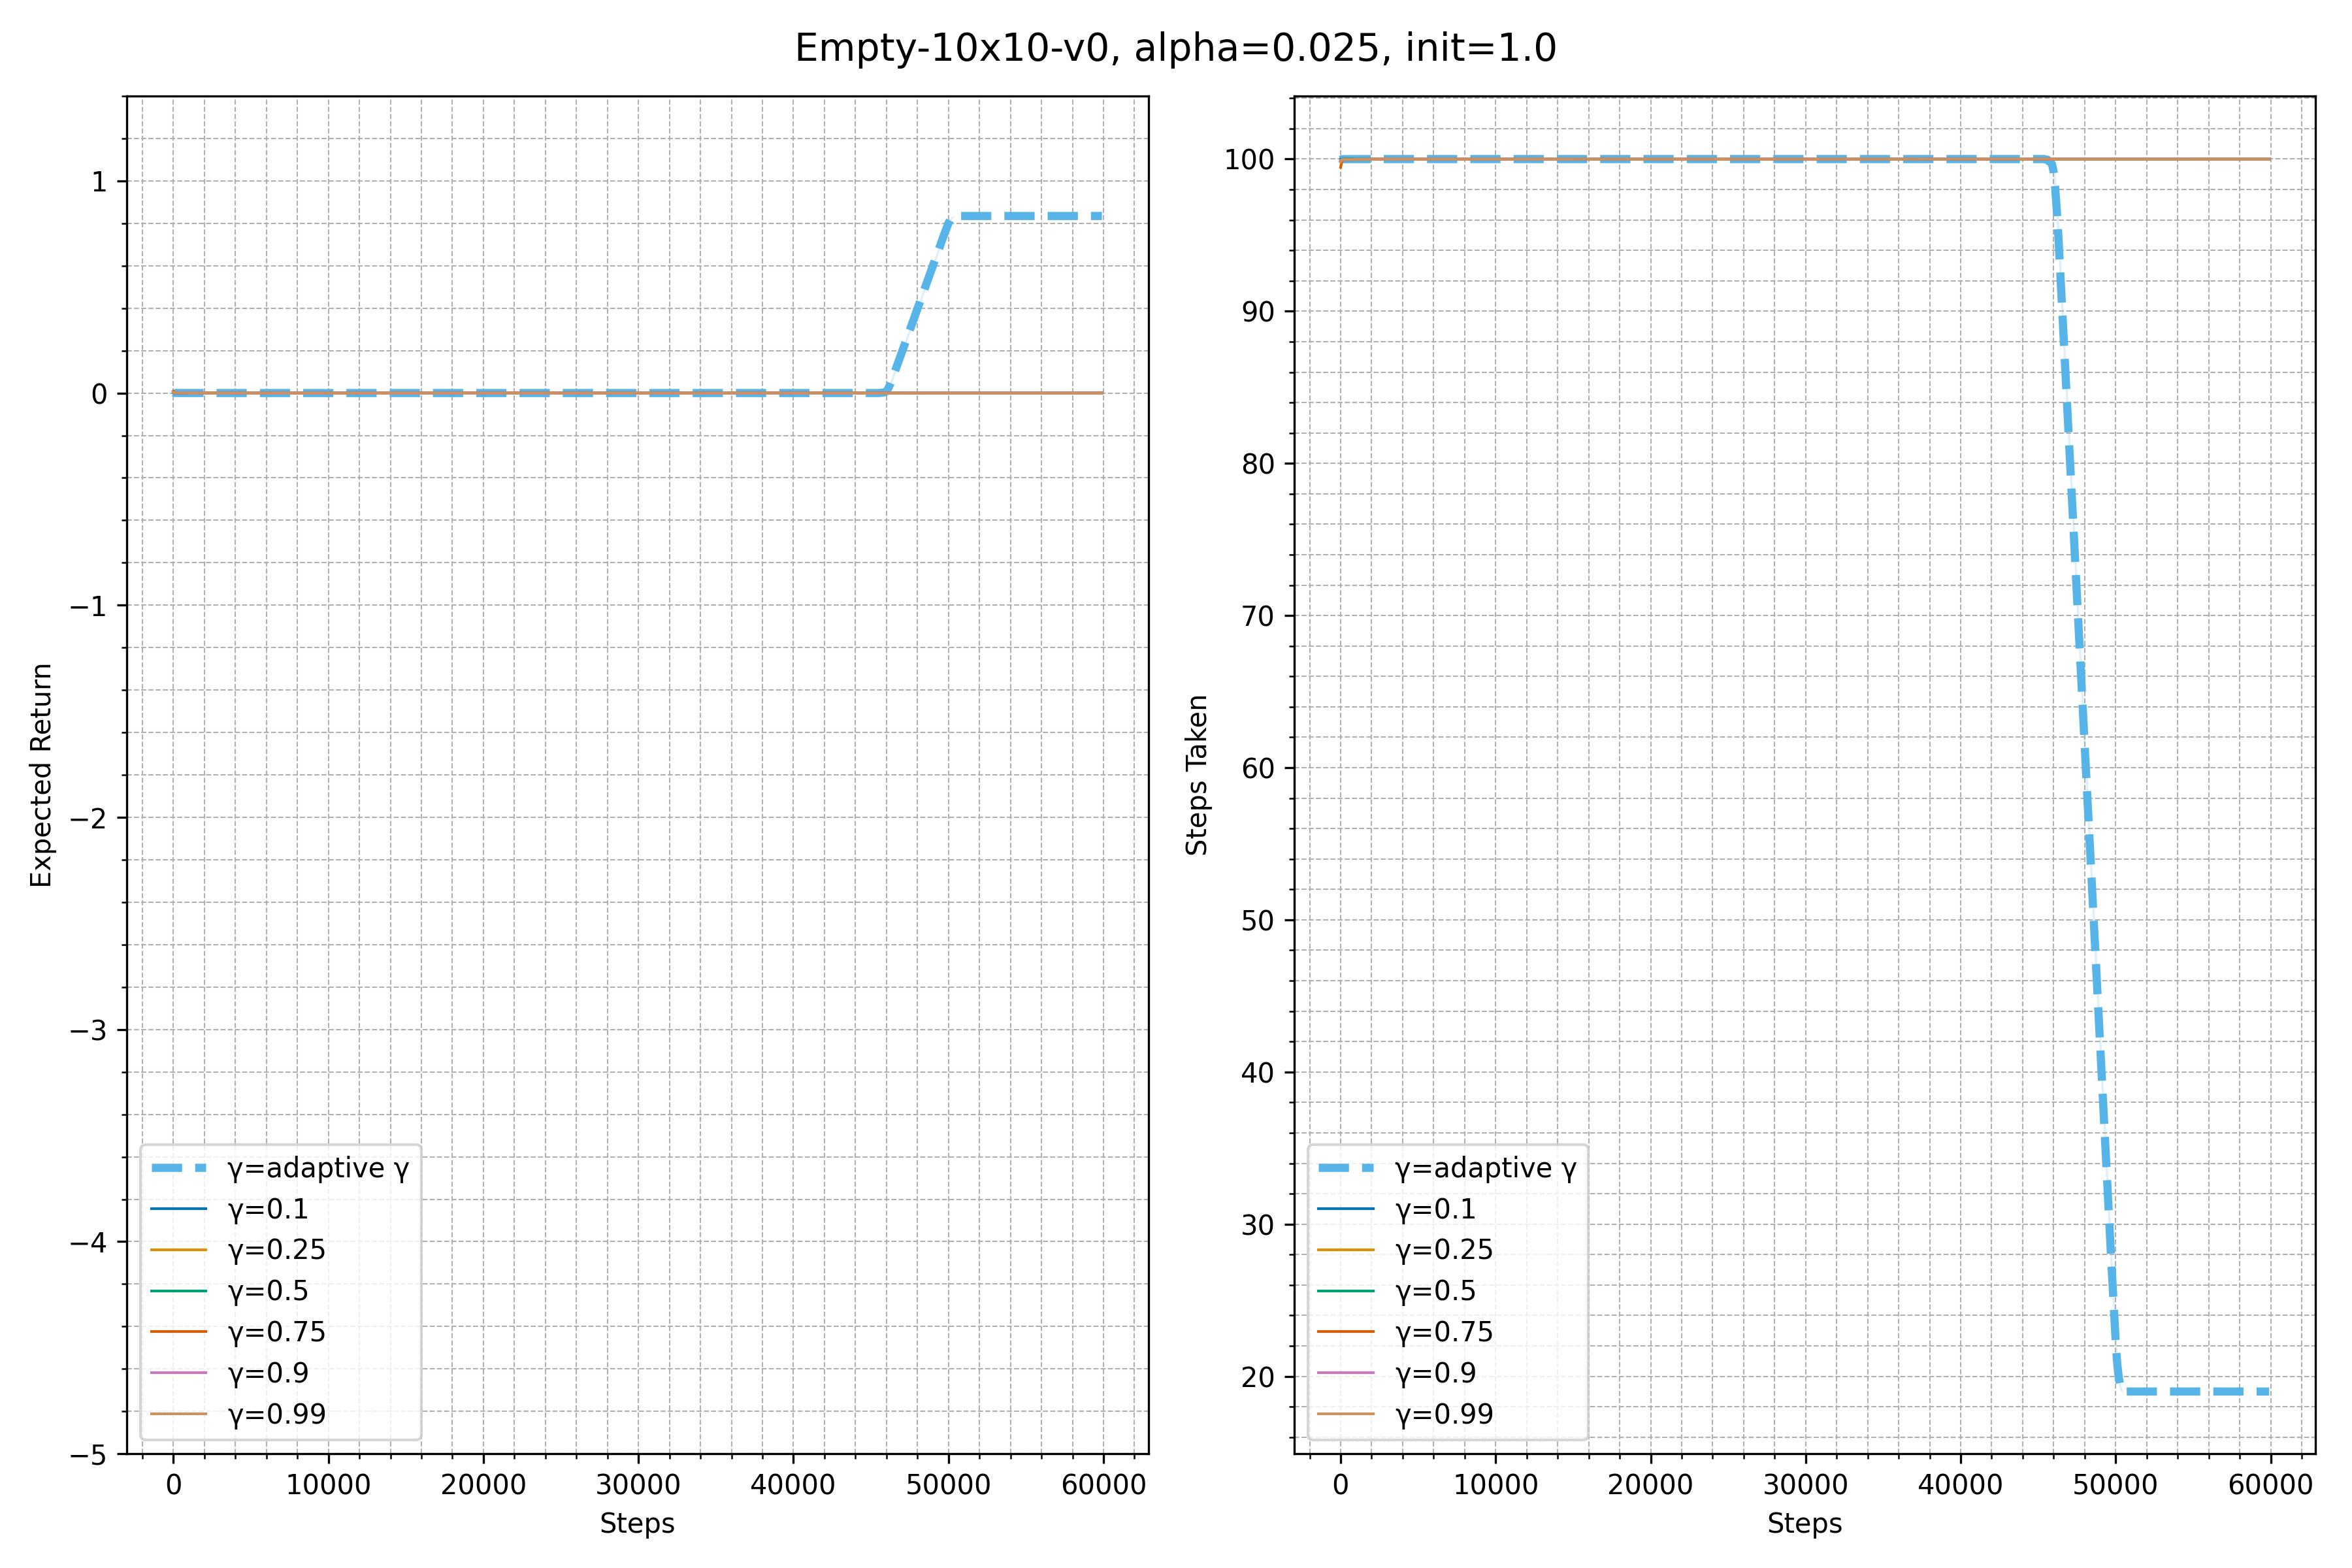 Empty-10x10-v0, alpha=0.025, init=1.0
1
0
−1
−2
−3
−4
−5
Expected Return
γ=adaptive γ
γ=0.1
γ=0.25
γ=0.5
γ=0.75
γ=0.9
γ=0.99
0 10000 20000 30000 40000 50000 60000
Steps
100
90
80
70
60
50
40
30
20
Steps Taken
γ=adaptive γ
γ=0.1
γ=0.25
γ=0.5
γ=0.75
γ=0.9
γ=0.99
0 10000 20000 30000 40000 50000 60000
Steps